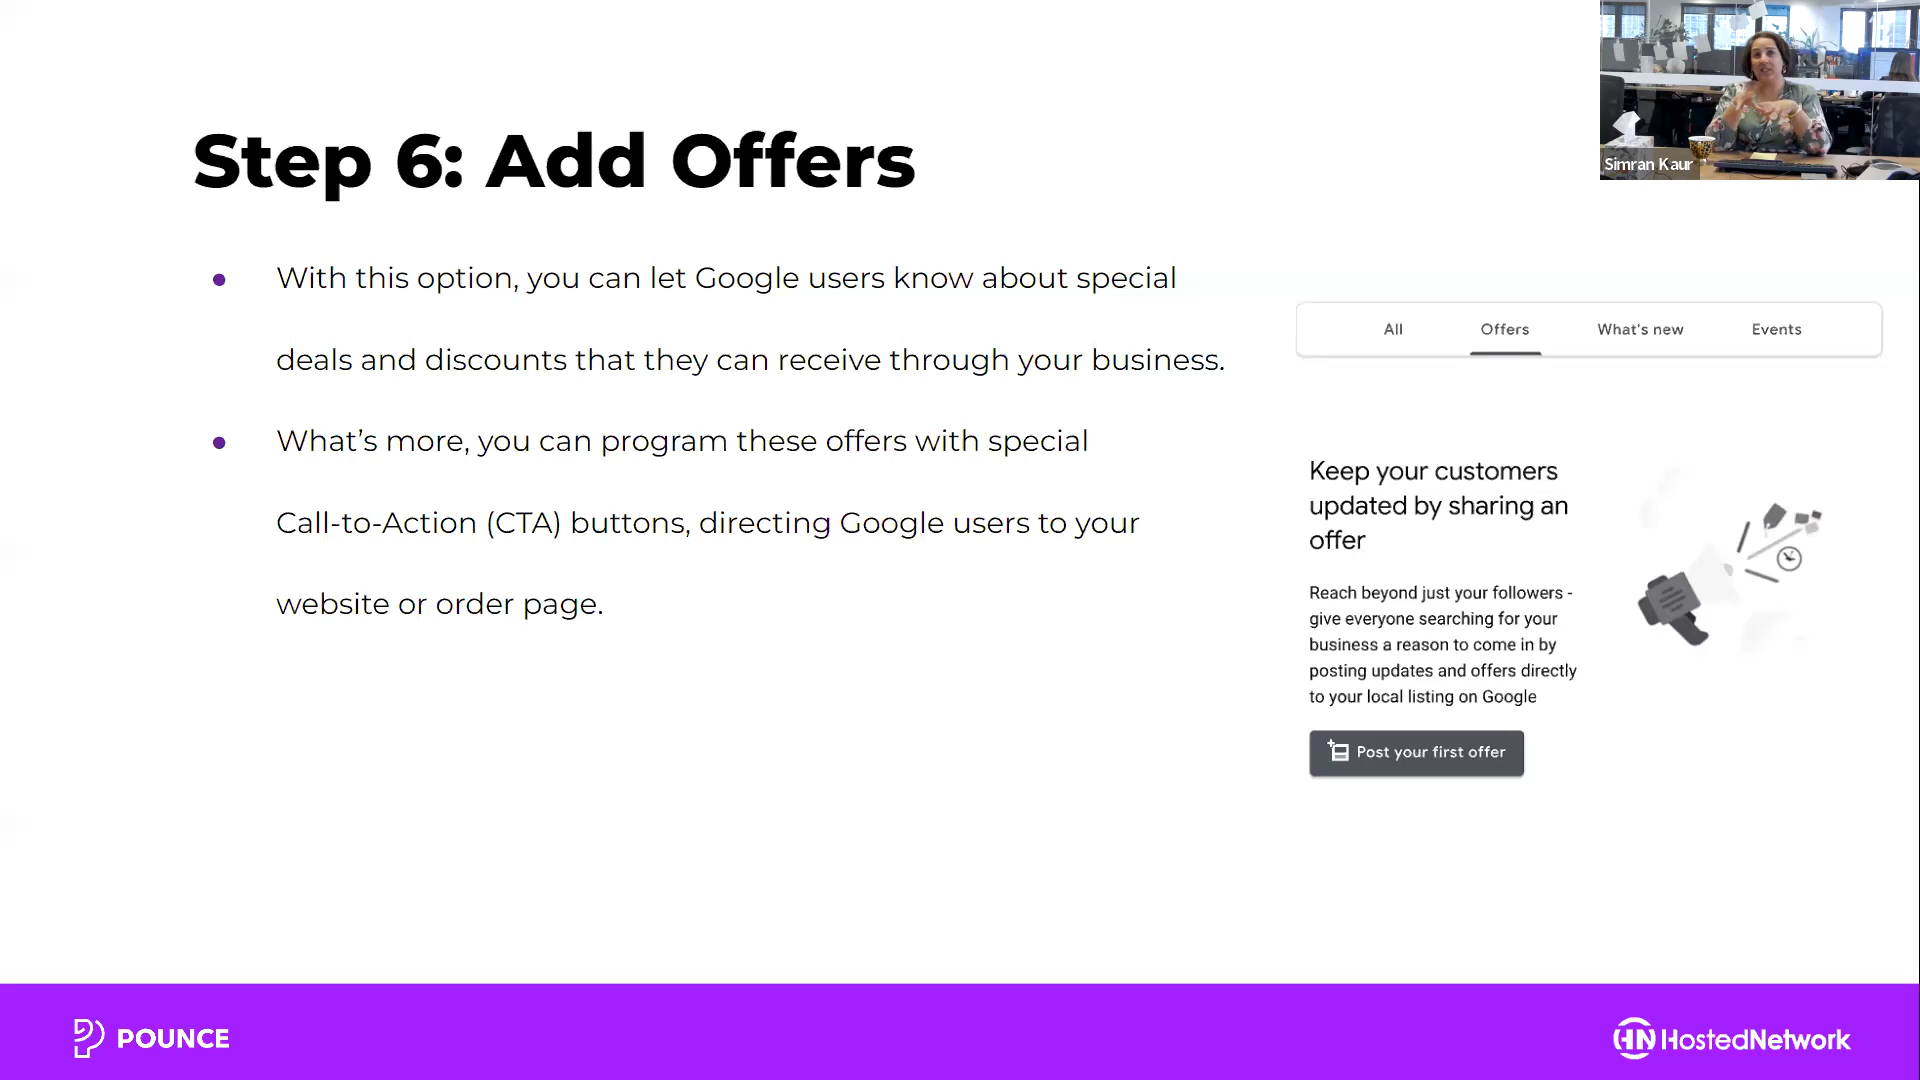 Step 6: Add Offers
With this option, you can let Google users know about special
deals and discounts that they can receive through your business.
What’s more, you can program these offers with special
Call-to-Action (CTA) buttons, directing Google users to your
website or order page.
Simran Kaur
All Offers What's new Events
Keep your customers
updated by sharing an
offer
Reach beyond just your followers -
give everyone searching for your
business a reason to come in by
posting updates and offers directly
to your local listing on Google
Post your first offer
POUNCE
HN HostedNetwork